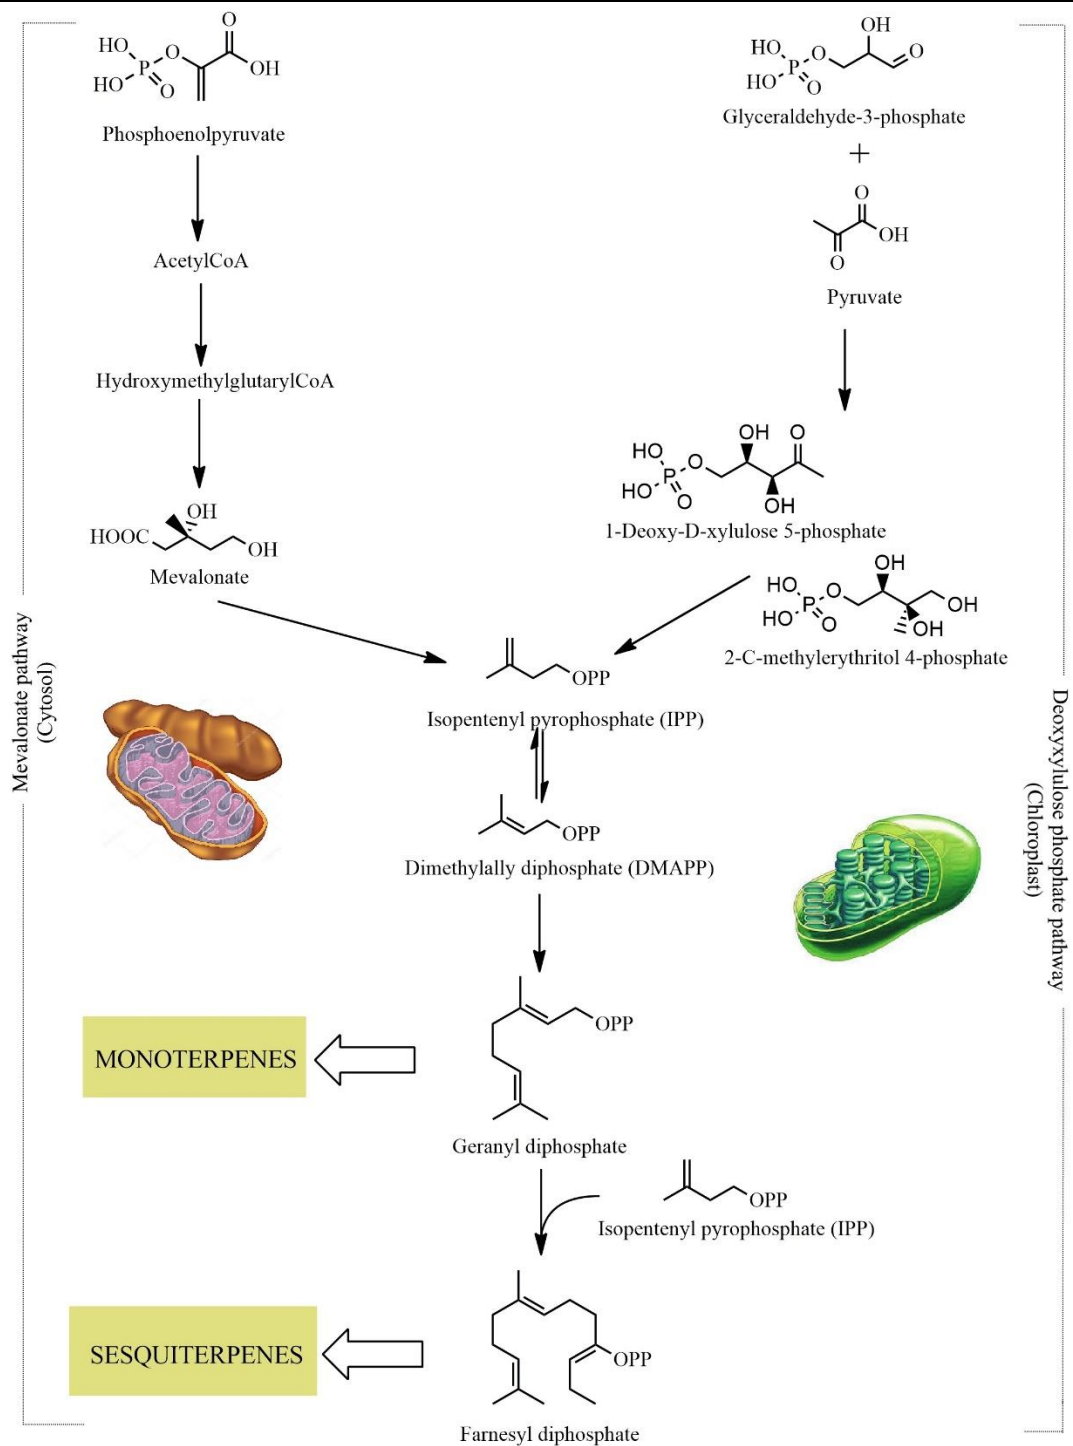 Mevalonate pathway
(Cytosol)
O
HO
O
P
OH
HO
O
Phosphoenolpyruvate
AcetylCoA
HydroxymethylglutarylCoA
OH
HOOC
OH
Mevalonate
OH
HO
O
O
P
HO
O
Glyceraldehyde-3-phosphate
+
O
OH
O
Pyruvate
OH
O
HO
O
P
HO
O
OH
1-Deoxy-D-xylulose 5-phosphate
OH
HO
O
P
OH
HO
O
OH
2-C-methylerythritol 4-phosphate
Deoxyxylulose phosphate pathway
(Chloroplast)
OPP
Isopentenyl pyrophosphate (IPP)
OPP
Dimethylally diphosphate (DMAPP)
OPP
MONOTERPENES
Geranyl diphosphate
OPP
Isopentenyl pyrophosphate (IPP)
SESQUITERPENES
OPP
Farnesyl diphosphate